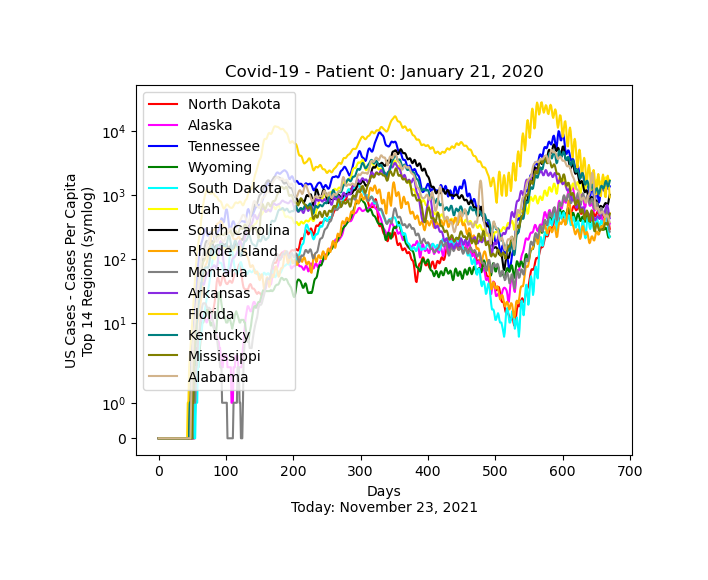 Covid-19 - Patient 0: January 21, 2020
US Cases - Cases Per Capita
Top 14 Regions (symlog)
10^4
10^3
10^2
10^1
10^0
0
North Dakota
Alaska
Tennessee
Wyoming
South Dakota
Utah
South Carolina
Rhode Island
Montana
Arkansas
Florida
Kentucky
Mississippi
Alabama
0 100 200 300 400 500 600 700
Days
Today: November 23, 2021